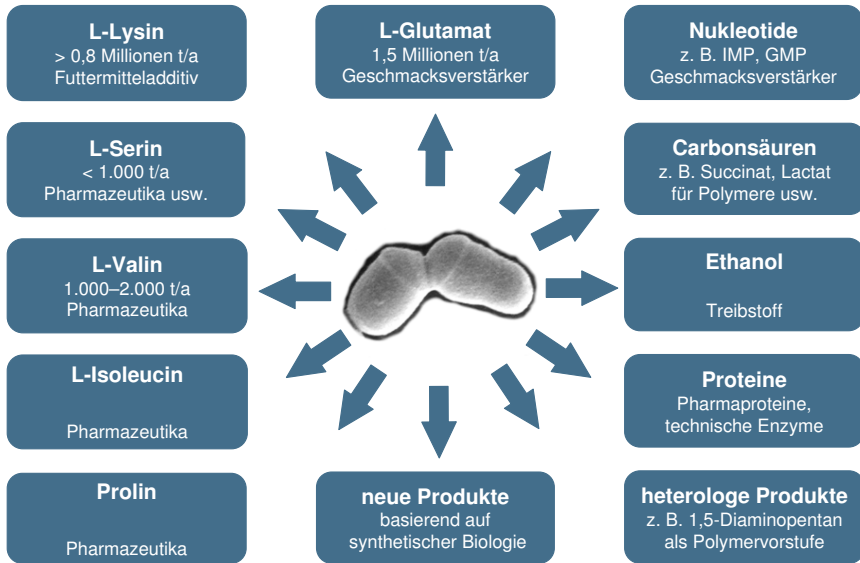 L-Lysin
> 0,8 Millionen t/a
Futtermitteladditiv
L-Glutamat
1,5 Millionen t/a
Geschmacksverstärker
Nukleotide
z. B. IMP, GMP
Geschmacksverstärker
L-Serin
< 1.000 t/a
Pharmazeutika usw.
Carbonsäuren
z. B. Succinat, Lactat
für Polymere usw.
L-Valin
1.000–2.000 t/a
Pharmazeutika
Ethanol
Treibstoff
L-Isoleucin
Pharmazeutika
Proteine
Pharmaproteine,
technische Enzyme
Prolin
Pharmazeutika
neue Produkte
basierend auf
synthetischer Biologie
heterologe Produkte
z. B. 1,5-Diaminopentan
als Polymervorstufe